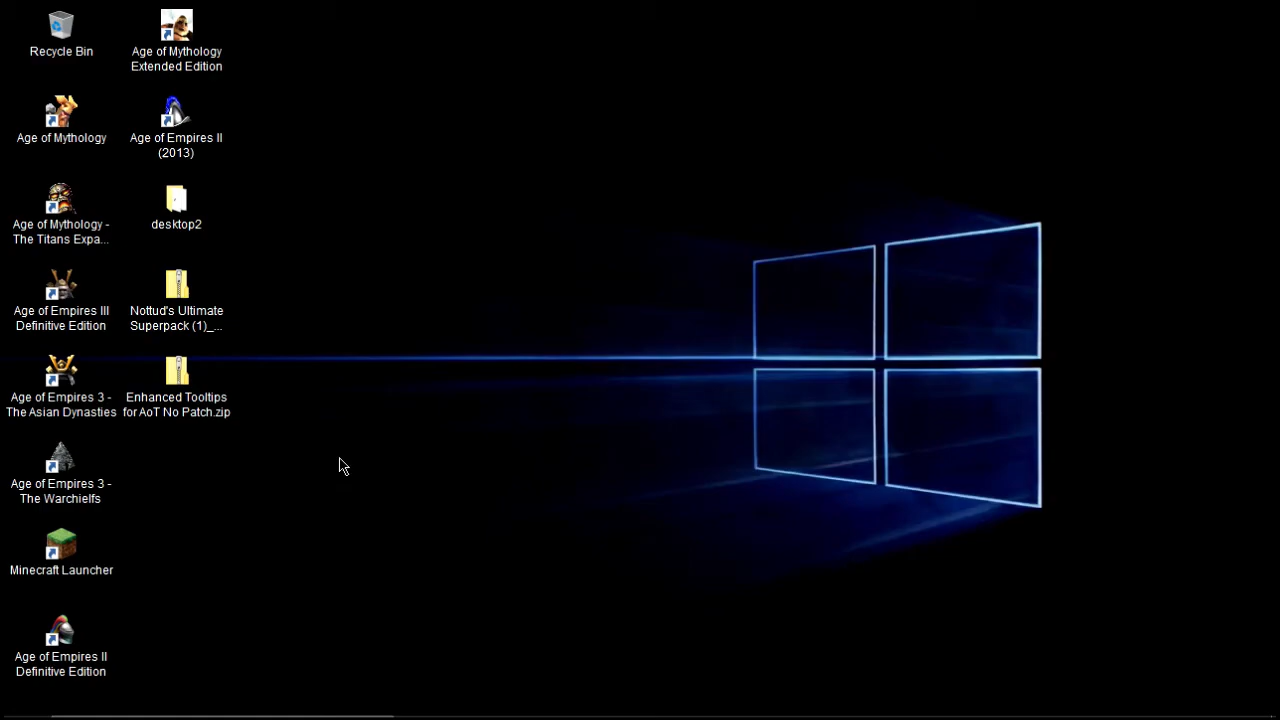 Recycle Bin
Age of Mythology
Extended Edition
Age of Mythology
Age of Empires II
(2013)
Age of Mythology -
The Titans Expa...
desktop2
Age of Empires III
Definitive Edition
Nottud's Ultimate
Superpack (1)_...
Age of Empires 3 -
The Asian Dynasties
Enhanced Tooltips
for AoT No Patch.zip
Age of Empires 3 -
The Warchielfs
Minecraft Launcher
Age of Empires II
Definitive Edition